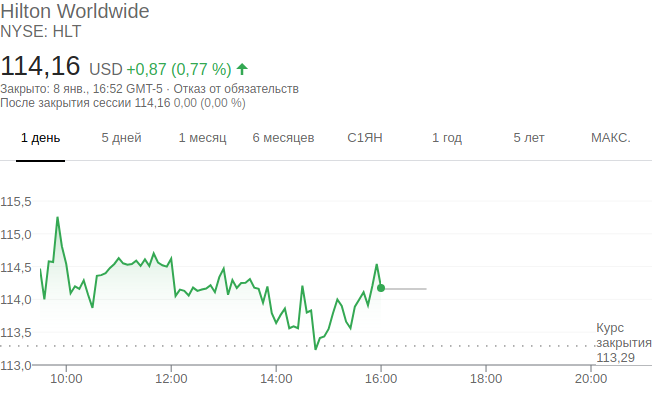 Hilton Worldwide
NYSE: HLT
114,16 USD +0,87 (0,77 %)
Закрыто: 8 янв., 16:52 GMT-5 · Отказ от обязательств
После закрытия сессии 114,16 0,00 (0,00 %)
1 день 5 дней 1 месяц 6 месяцев С1ЯН 1 год 5 лет МАКС.
115,5
115,0
114,5
114,0
113,5
Курс
закрытия
113,29
113,0
10:00 12:00 14:00 16:00 18:00 20:00